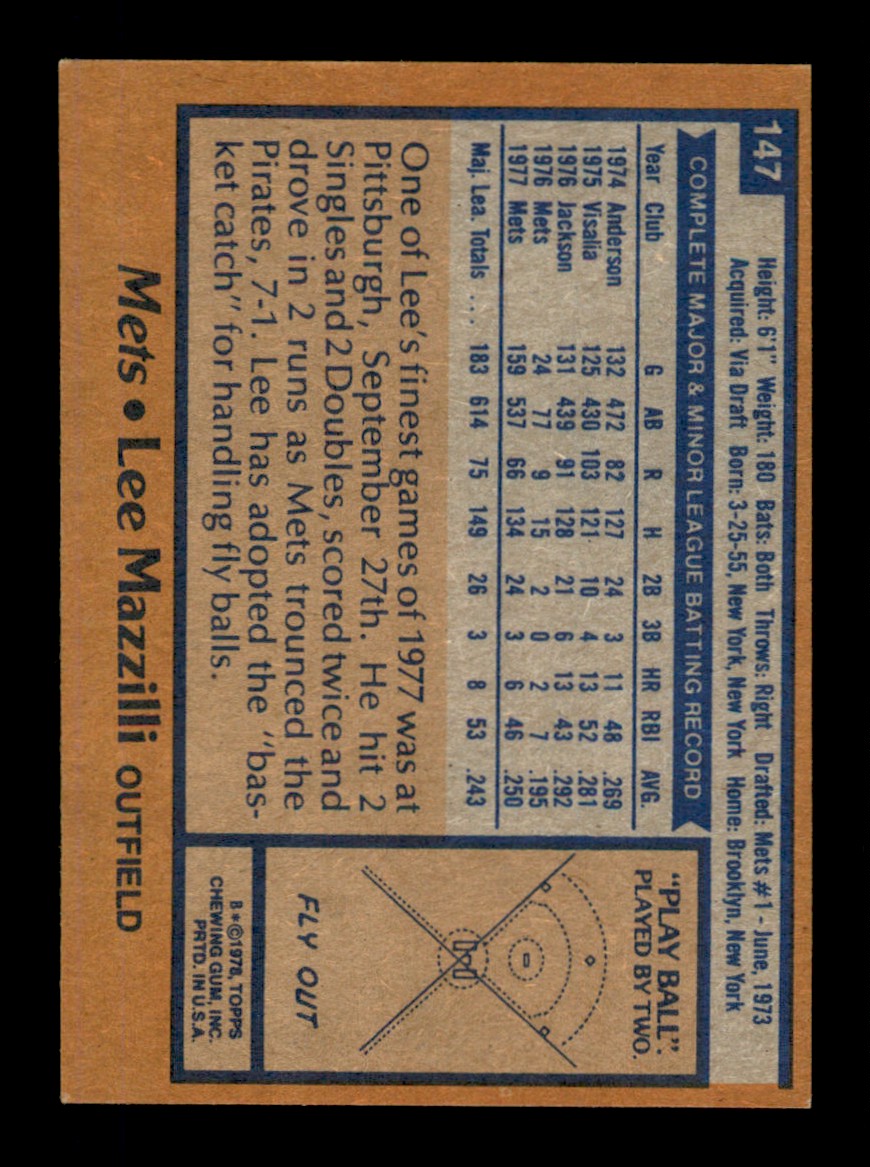 147
Height: 6'1" Weight: 180 Bats: Both Throws: Right Drafted: Mets #1 - June, 1973
Acquired: Via Draft Born: 3-25-55, New York, New York Home: Brooklyn, New York
COMPLETE MAJOR & MINOR LEAGUE BATTING RECORD
Year Club G AB R H 2B 3B HR RBI AVG.
1974 Anderson 132 472 82 127 24 3 11 48 .269
1975 Visalia 125 430 103 121 10 4 13 52 .281
1976 Jackson 131 439 91 128 21 6 13 43 .292
1976 Mets 24 77 9 15 2 0 2 7 .195
1977 Mets 159 537 66 134 24 3 6 46 .250
Maj. Lea. Totals . . . 183 614 75 149 26 3 8 53 .243
One of Lee's finest games of 1977 was at
Pittsburgh, September 27th. He hit 2
Singles and 2 Doubles, scored twice and
drove in 2 runs as Mets trounced the
Pirates, 7-1. Lee has adopted the "bas-
ket catch" for handling fly balls.
"PLAY BALL"
PLAYED BY TWO.
FLY OUT
B*©1978, TOPPS
CHEWING GUM, INC.
PRTD. IN U.S.A.
Mets • Lee Mazzilli OUTFIELD